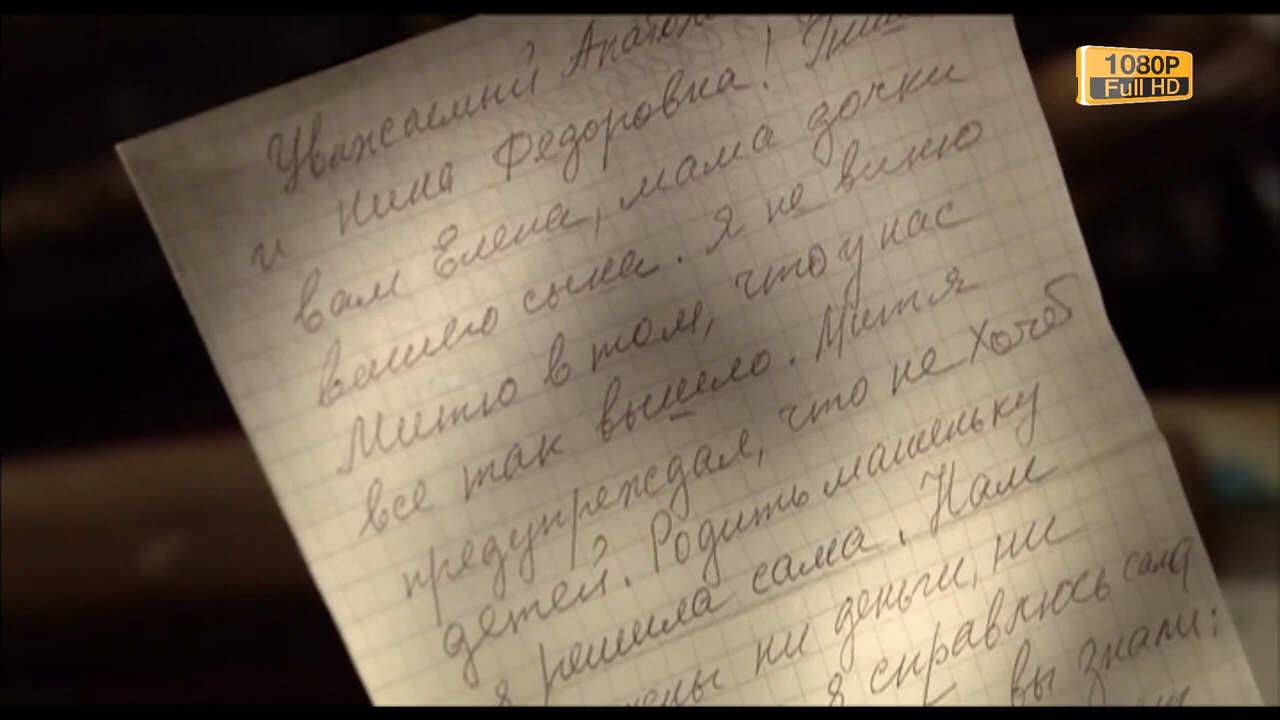 1080P
Full HD
Уважаемый
и Нина Федоровна!
вам Елена, мама дочки
вашего сына. Я не виню
Митю в том, что у нас
все так вышло. Митя
предупреждал, что не хочет
детей. Родить машеньку
я решила сама. Нам
ни деньги, ни
я справлюсь сама
вы знали: